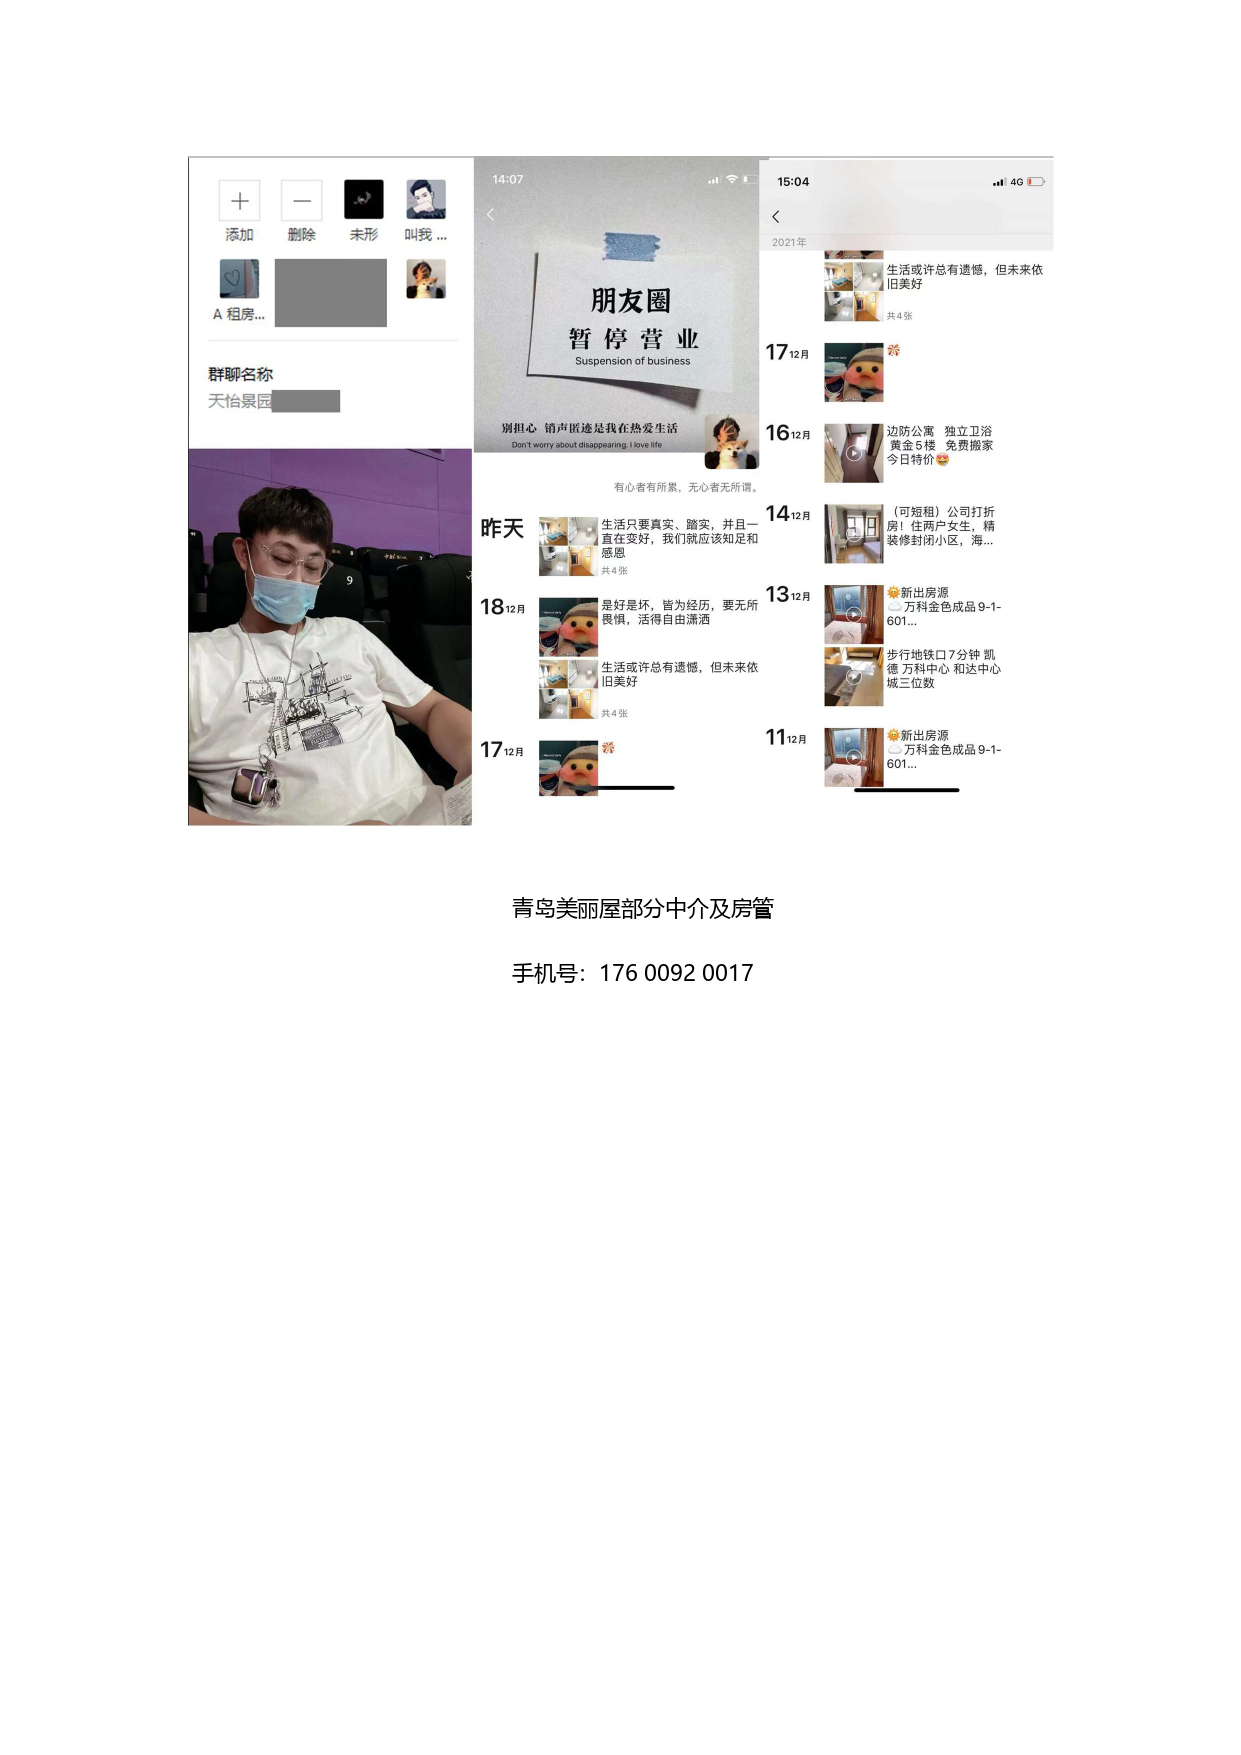 添加
删除
未形
叫我 ...
A 租房...
群聊名称
天怡景园
9
14:07
朋友圈
暂停营业
Suspension of business
别担心 销声匿迹是我在热爱生活
Don't worry about disappearing, I love life
有心者有所累，无心者无所谓。
昨天
生活只要真实、踏实，并且一
直在变好，我们就应该知足和
感恩
共4张
18 12月
是好是坏，皆为经历，要无所
畏惧，活得自由潇洒
生活或许总有遗憾，但未来依
旧美好
共4张
17 12月
15:04
4G
2021年
生活或许总有遗憾，但未来依
旧美好
共4张
17 12月
16 12月
边防公寓 独立卫浴
黄金5楼 免费搬家
今日特价😍
14 12月
（可短租）公司打折
房！住两户女生，精
装修封闭小区，海...
13 12月
🌞新出房源
☁️万科金色成品9-1-
601...
步行地铁口7分钟 凯
德 万科中心 和达中心
城三位数
11 12月
🌞新出房源
☁️万科金色成品9-1-
601...
青岛美丽屋部分中介及房管
手机号：176 0092 0017